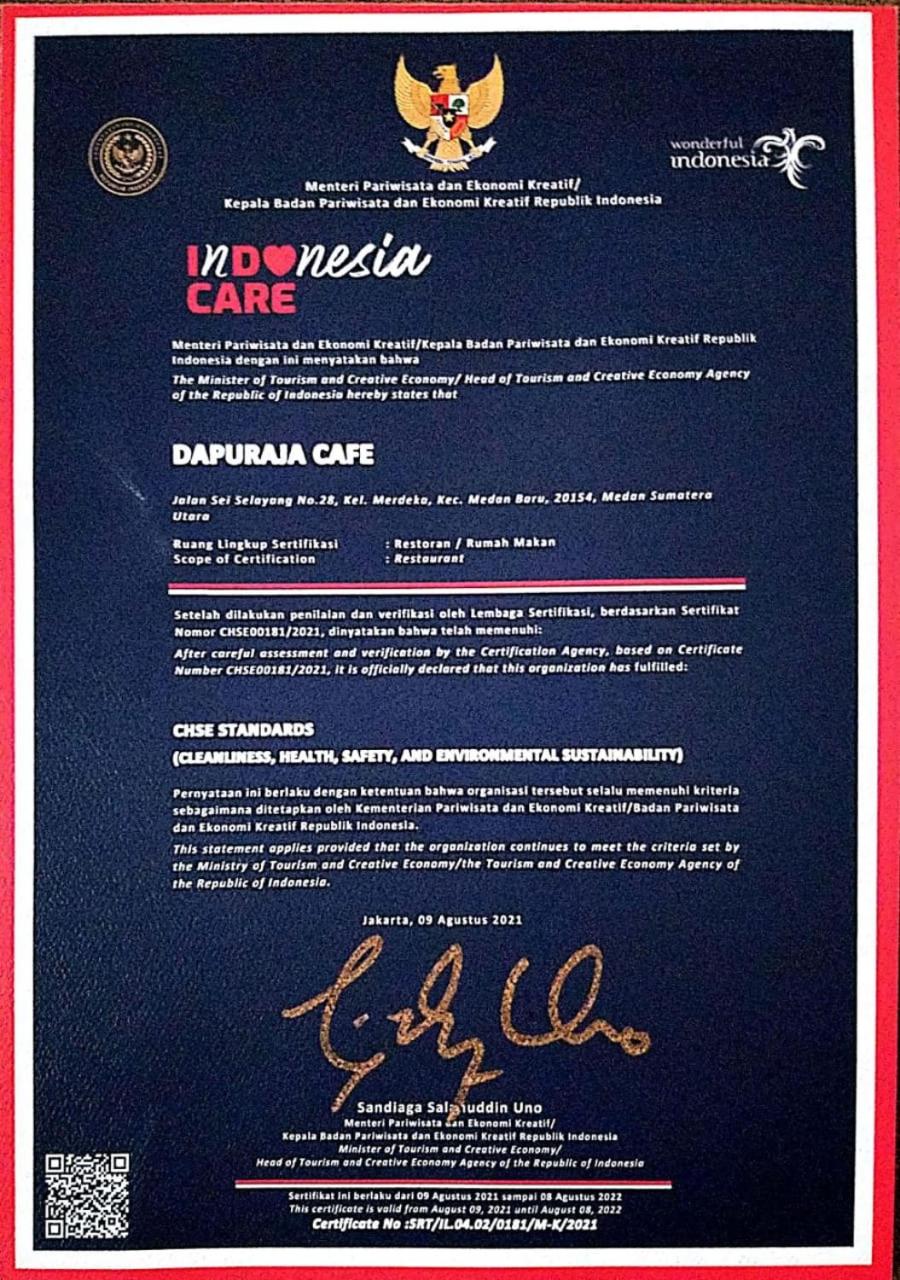 wonderful
indonesia
Menteri Pariwisata dan Ekonomi Kreatif/
Kepala Badan Pariwisata dan Ekonomi Kreatif Republik Indonesia
INDONesia
CARE
Menteri Pariwisata dan Ekonomi Kreatif/Kepala Badan Pariwisata dan Ekonomi Kreatif Republik
Indonesia dengan ini menyatakan bahwa
The Minister of Tourism and Creative Economy/ Head of Tourism and Creative Economy Agency
of the Republic of Indonesia hereby states that
DAPURAJA CAFE
Jalan Sei Selayang No.28, Kel. Merdeka, Kec. Medan Baru, 20154, Medan Sumatera
Utara
Ruang Lingkup Sertifikasi : Restoran / Rumah Makan
Scope of Certification : Restaurant
Setelah dilakukan penilaian dan verifikasi oleh Lembaga Sertifikasi, berdasarkan Sertifikat
Nomor CHSE00181/2021, dinyatakan bahwa telah memenuhi:
After careful assessment and verification by the Certification Agency, based on Certificate
Number CHSE00181/2021, it is officially declared that this organization has fulfilled:
CHSE STANDARDS
(CLEANLINESS, HEALTH, SAFETY, AND ENVIRONMENTAL SUSTAINABILITY)
Pernyataan ini berlaku dengan ketentuan bahwa organisasi tersebut selalu memenuhi kriteria
sebagaimana ditetapkan oleh Kementerian Pariwisata dan Ekonomi Kreatif/Badan Pariwisata
dan Ekonomi Kreatif Republik Indonesia.
This statement applies provided that the organization continues to meet the criteria set by
the Ministry of Tourism and Creative Economy/the Tourism and Creative Economy Agency of
the Republic of Indonesia.
Jakarta, 09 Agustus 2021
Sandiaga Salahuddin Uno
Menteri Pariwisata dan Ekonomi Kreatif/
Kepala Badan Pariwisata dan Ekonomi Kreatif Republik Indonesia
Minister of Tourism and Creative Economy/
Head of Tourism and Creative Economy Agency of the Republic of Indonesia
Sertifikat ini berlaku dari 09 Agustus 2021 sampai 08 Agustus 2022
This certificate is valid from August 09, 2021 until August 08, 2022
Certificate No :SRT/IL.04.02/0181/M-K/2021